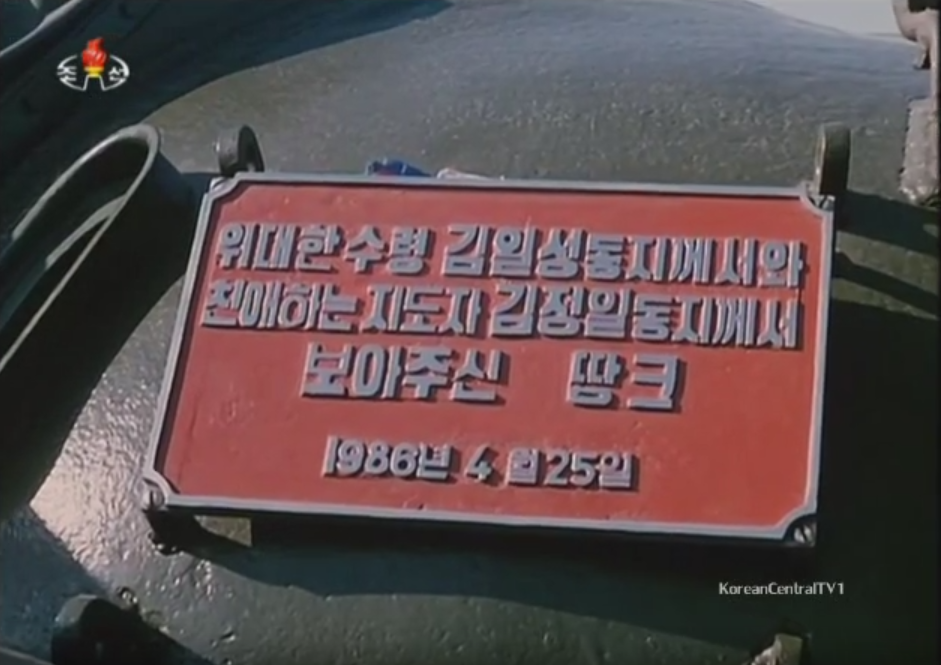 조선
위대한수령 김일성동지께서와
친애하는 지도자 김정일동지께서
보아주신 땅크
1986년 4월25일
KoreanCentralTV1